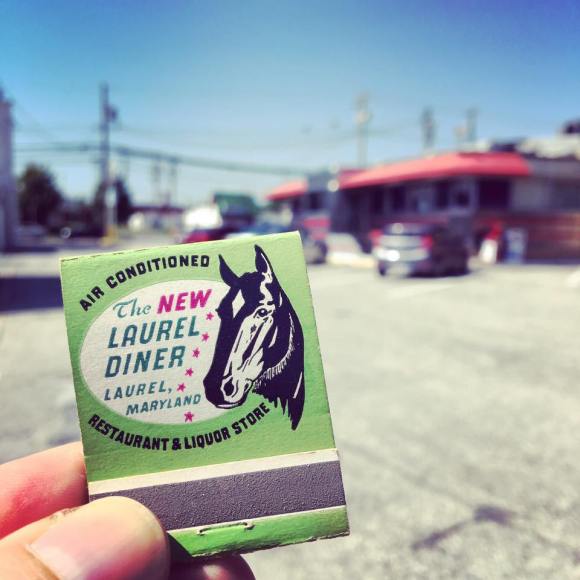 AIR CONDITIONED
The NEW
LAUREL
DINER
LAUREL,
MARYLAND
RESTAURANT & LIQUOR STORE